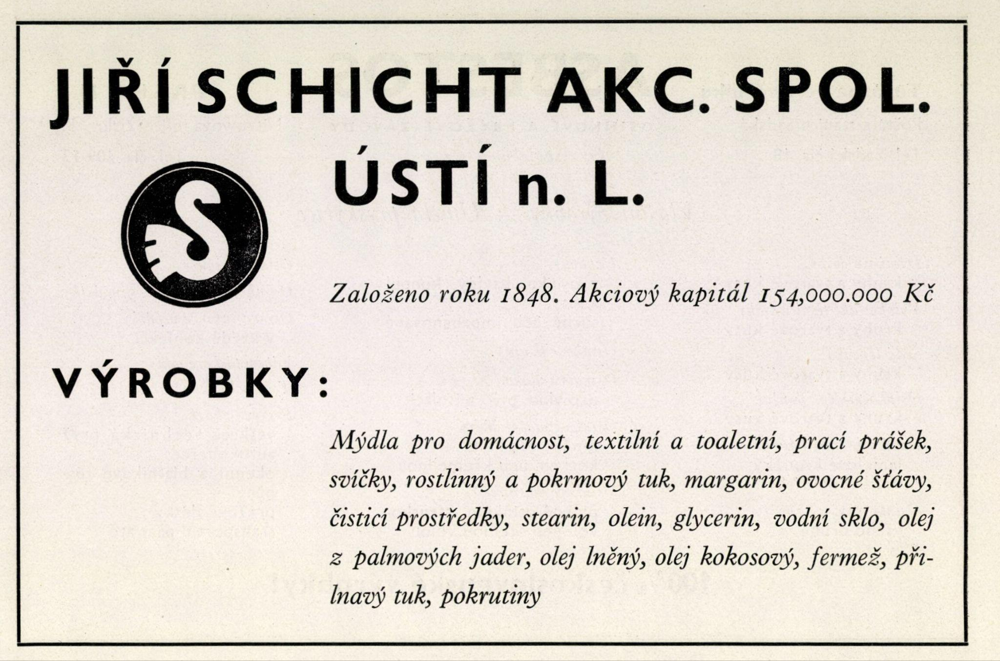 JIŘÍ SCHICHT AKC. SPOL.
ÚSTÍ n. L.
Založeno roku 1848. Akciový kapitál 154,000.000 Kč
VÝROBKY:
Mýdla pro domácnost, textilní a toaletní, prací prášek,
svíčky, rostlinný a pokrmový tuk, margarin, ovocné šťávy,
čisticí prostředky, stearin, olein, glycerin, vodní sklo, olej
z palmových jader, olej lněný, olej kokosový, fermež, při-
lnavý tuk, pokrutiny